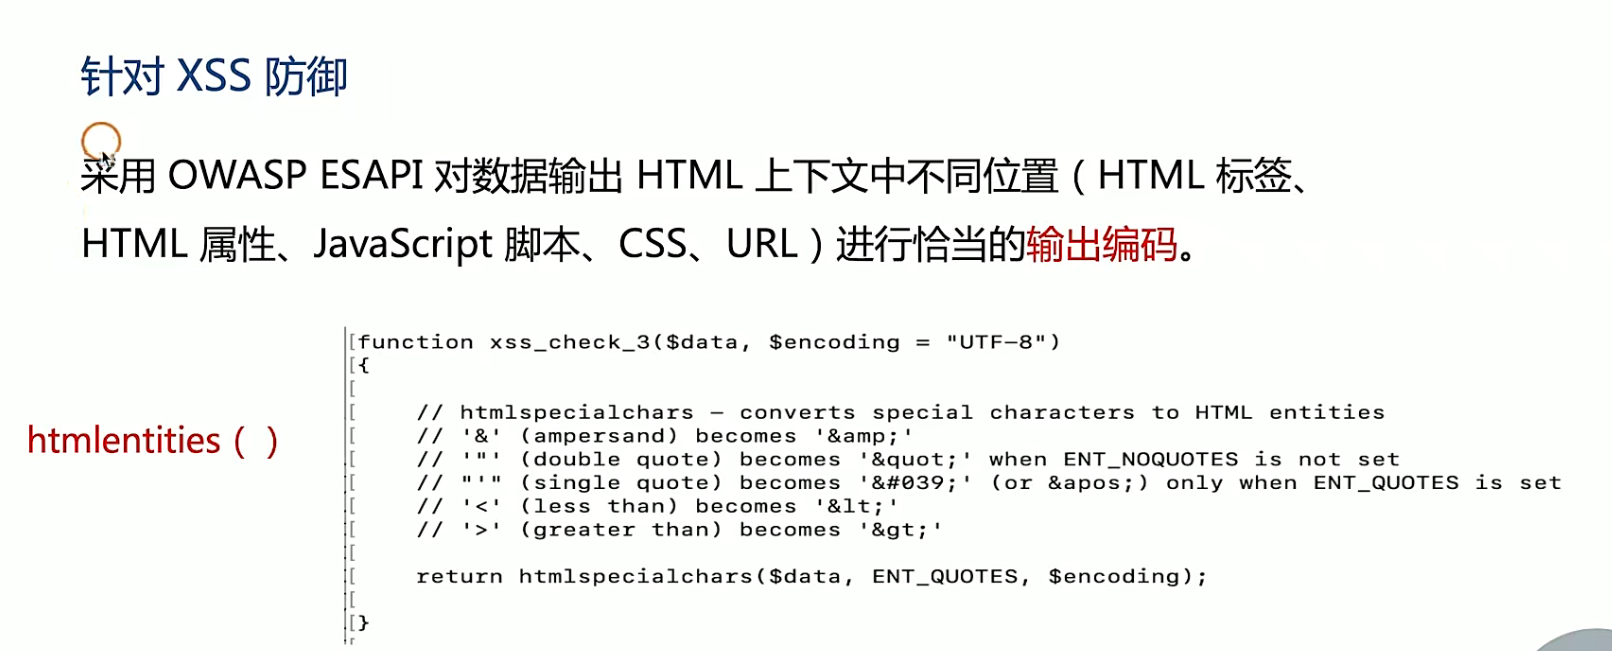 针对 XSS 防御
采用 OWASP ESAPI 对数据输出 HTML 上下文中不同位置（HTML 标签、
HTML 属性、JavaScript 脚本、CSS、URL）进行恰当的输出编码。
htmlentities（ ）
[function xss_check_3($data, $encoding = "UTF-8")
[{
[
[    // htmlspecialchars – converts special characters to HTML entities
[    // '&' (ampersand) becomes '&amp;'
[    // '"' (double quote) becomes '&quot;' when ENT_NOQUOTES is not set
[    // "'" (single quote) becomes '&#039;' (or &apos;) only when ENT_QUOTES is set
[    // '<' (less than) becomes '&lt;'
[    // '>' (greater than) becomes '&gt;'
[
[    return htmlspecialchars($data, ENT_QUOTES, $encoding);
[
[}